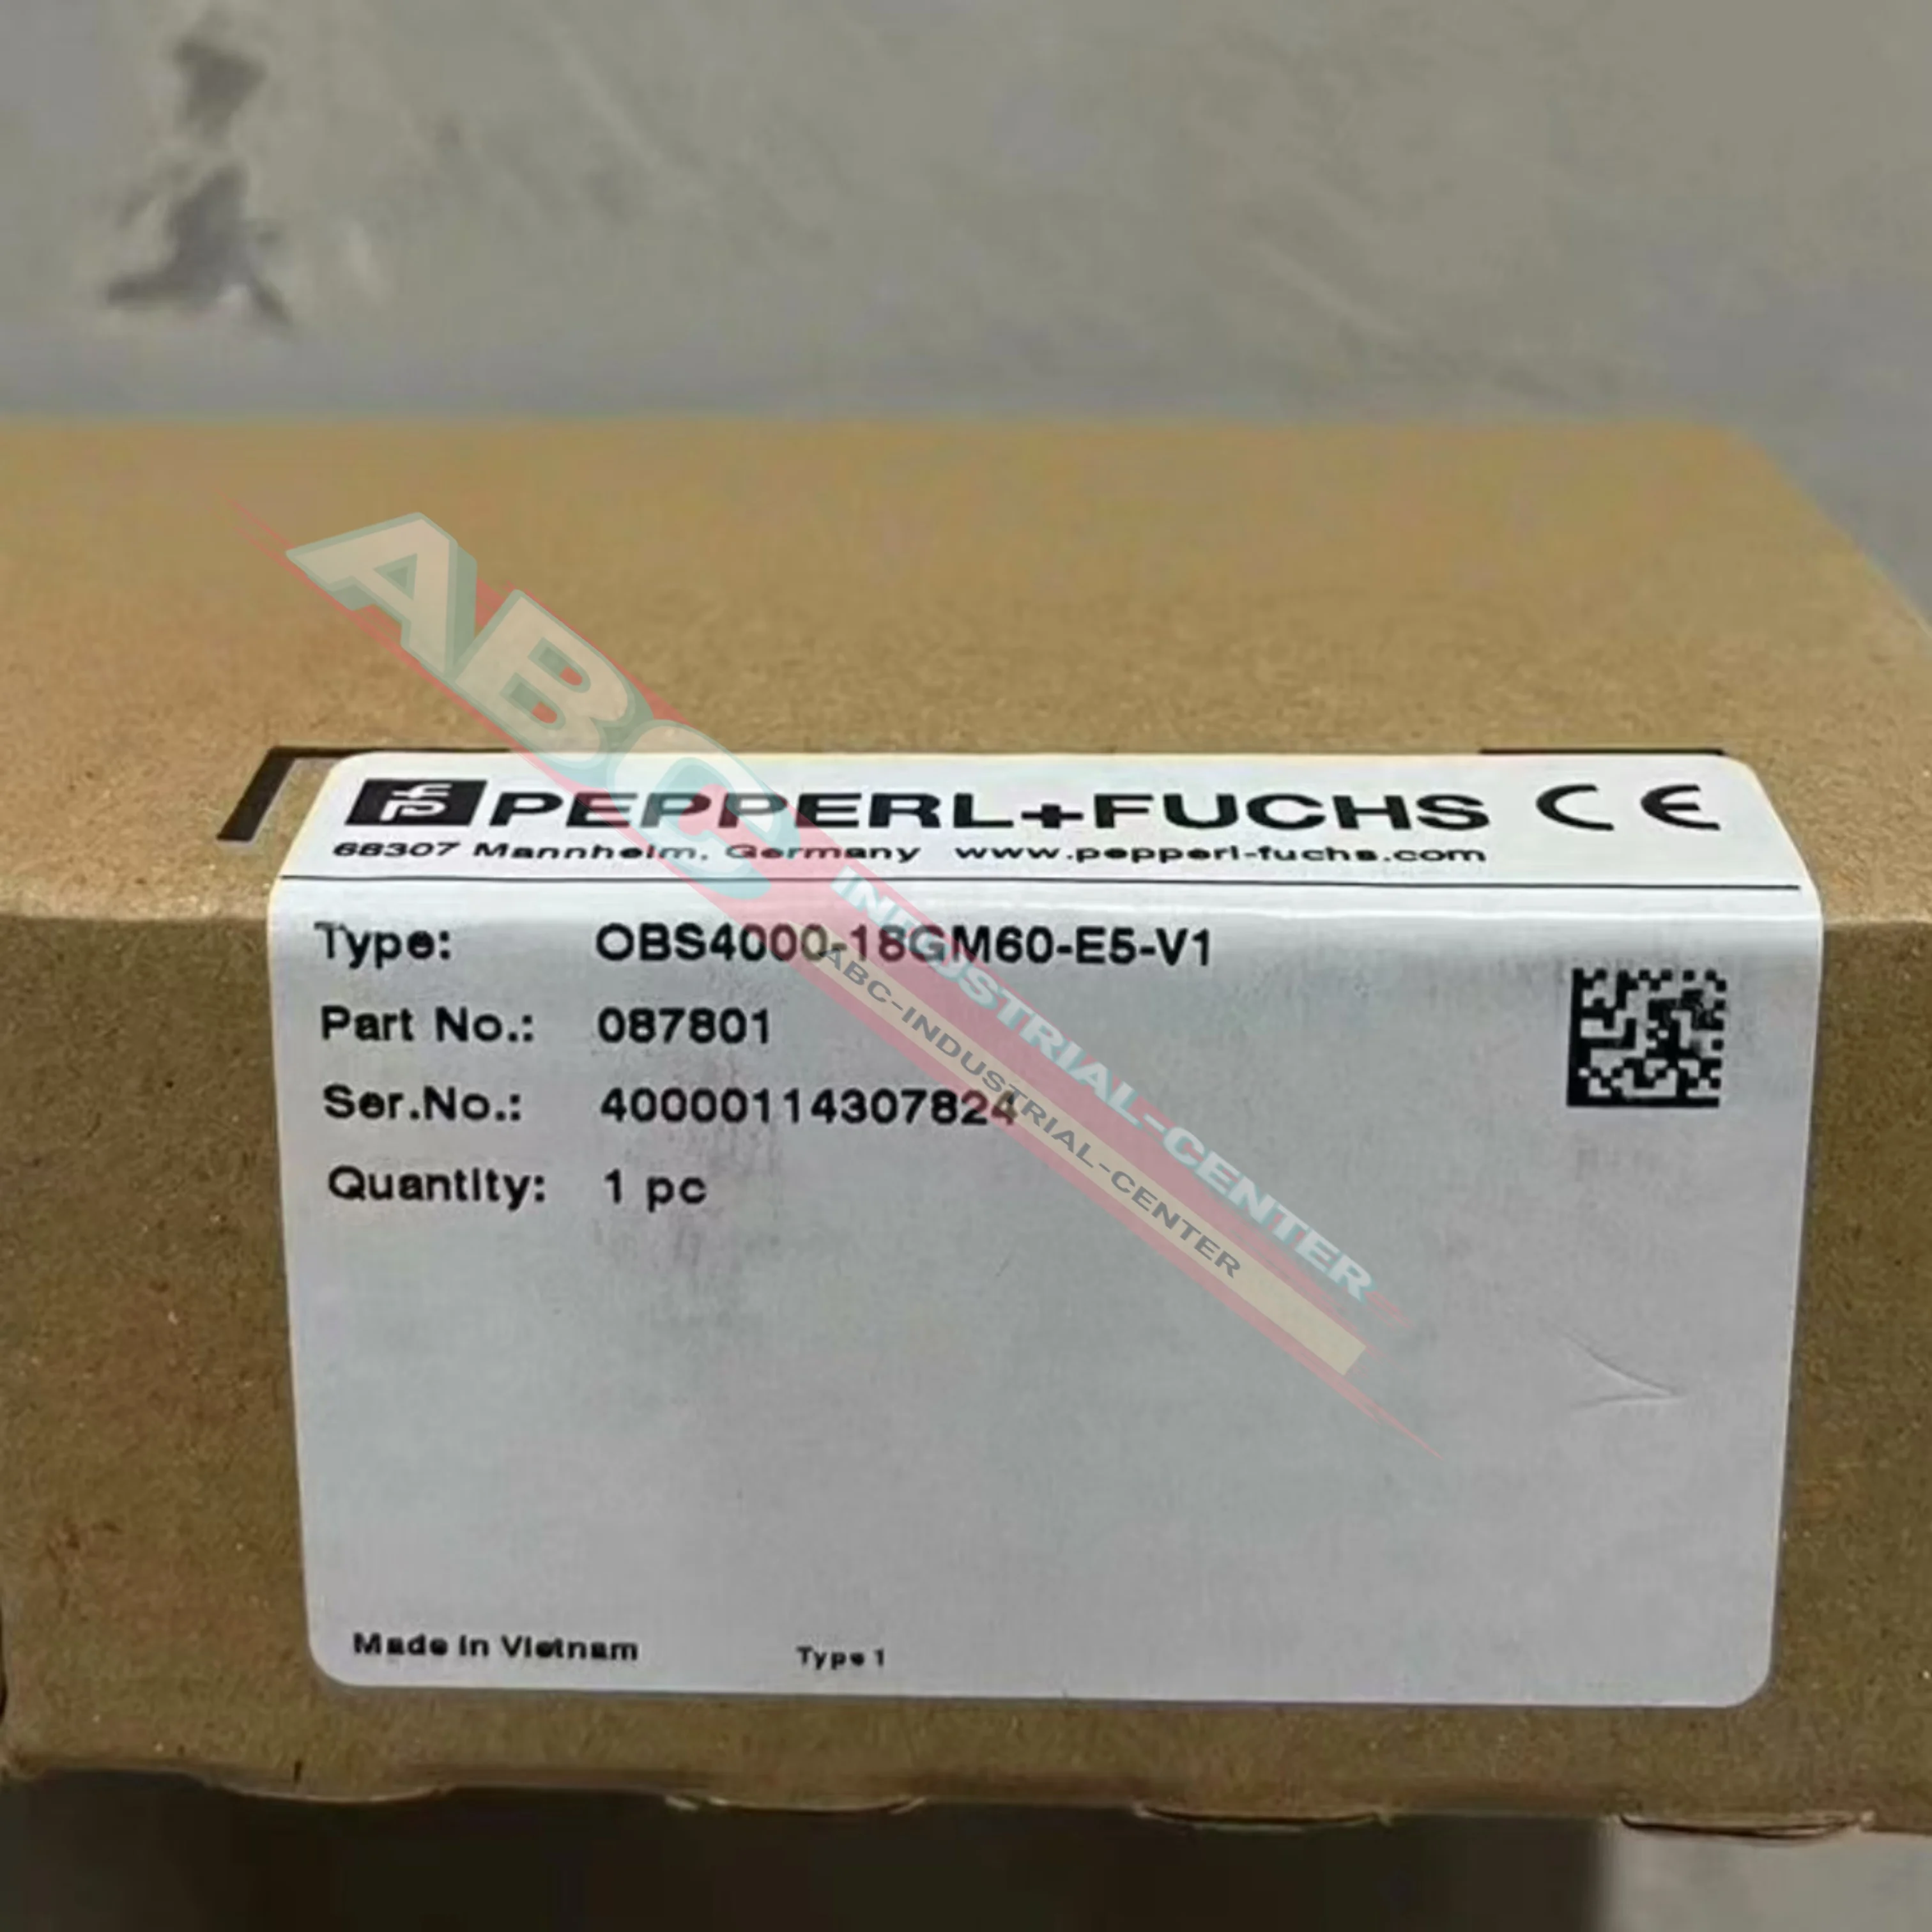 PEPPERL+FUCHS CE
68307 Mannheim, Germany www.pepperl-fuchs.com
Type: OBS4000-18GM60-E5-V1
Part No.: 087801
Ser.No.: 40000114307824
Quantity: 1 pc
Made in Vietnam Type 1
ABC
INFUSTRIAL-CENTER
ABC-INDUSTRIAL-CENTER